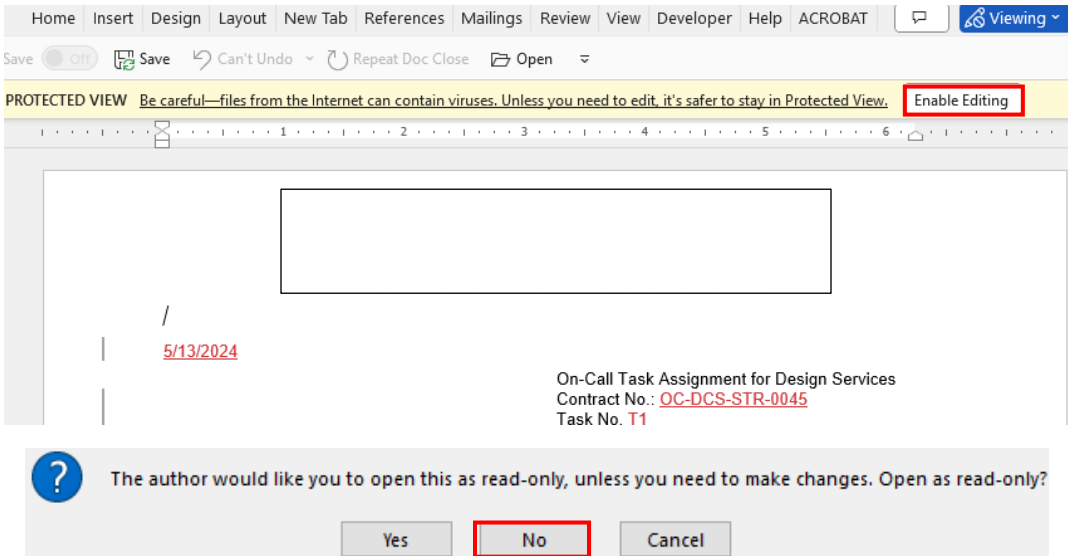 Home Insert Design Layout New Tab References Mailings Review View Developer Help ACROBAT Viewing
Save Off Save Can't Undo Repeat Doc Close Open
PROTECTED VIEW Be careful—files from the Internet can contain viruses. Unless you need to edit, it's safer to stay in Protected View. Enable Editing
1 2 3 4 5 6
/
5/13/2024
On-Call Task Assignment for Design Services
Contract No.: OC-DCS-STR-0045
Task No. T1
? The author would like you to open this as read-only, unless you need to make changes. Open as read-only?
Yes No Cancel